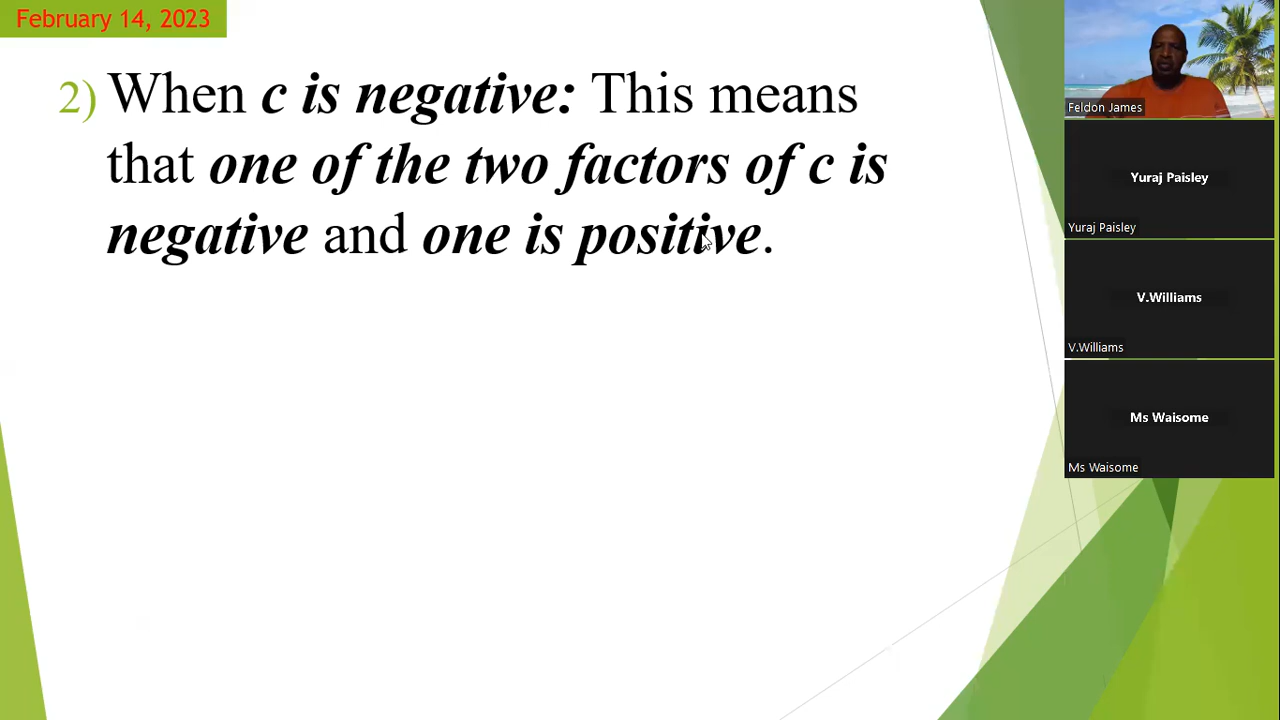 February 14, 2023
2) When c is negative: This means
that one of the two factors of c is
negative and one is positive.
Feldon James
Yuraj Paisley
Yuraj Paisley
V.Williams
V.Williams
Ms Waisome
Ms Waisome